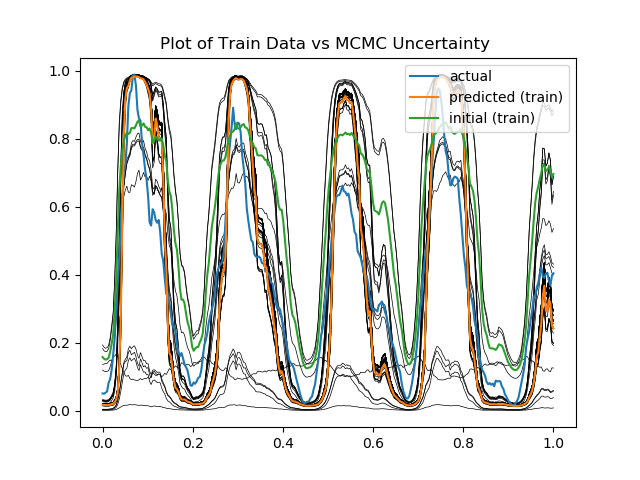 Plot of Train Data vs MCMC Uncertainty
actual
predicted (train)
initial (train)
1.0
0.8
0.6
0.4
0.2
0.0
0.0 0.2 0.4 0.6 0.8 1.0